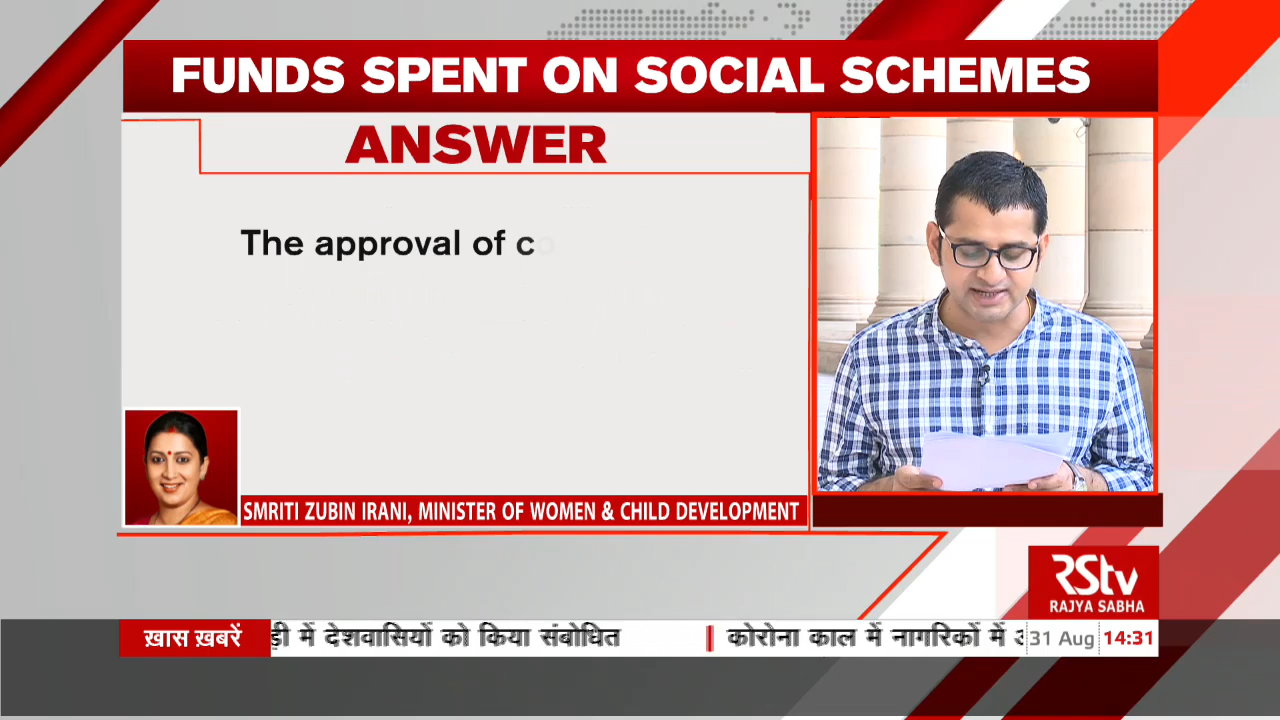 FUNDS SPENT ON SOCIAL SCHEMES
ANSWER
The approval of co
SMRITI ZUBIN IRANI, MINISTER OF WOMEN & CHILD DEVELOPMENT
RSTV
RAJYA SABHA
ख़ास ख़बरें
में देशवासियों को किया संबोधित | कोरोना काल में नागरिकों में
31 Aug 14:31